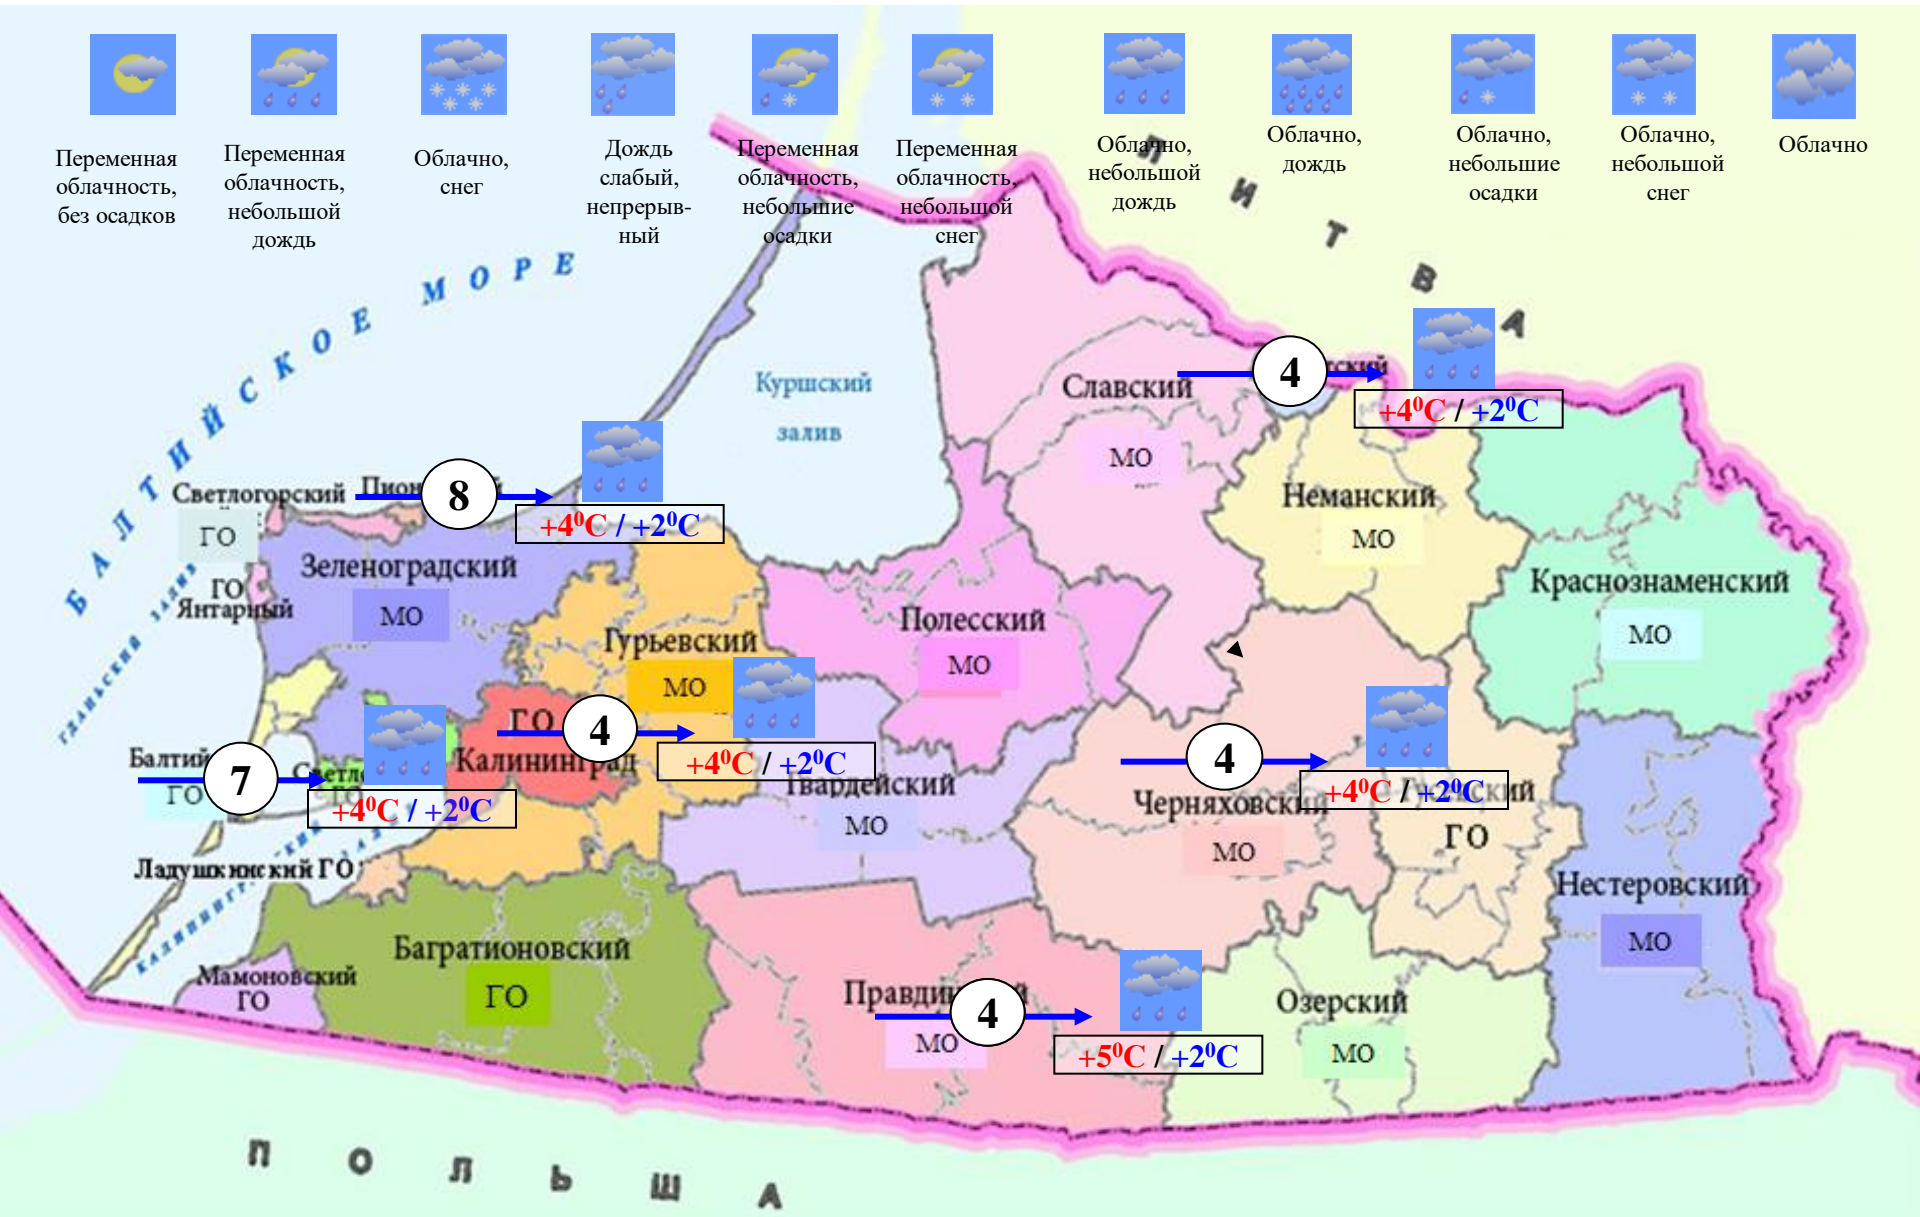 Переменная
облачность,
без осадков
Переменная
облачность,
небольшой
дождь
Облачно,
снег
Дождь
слабый,
непрерыв-
ный
Переменная
облачность,
небольшие
осадки
Переменная
облачность,
небольшой
снег
Облачно,
небольшой
дождь
Облачно,
дождь
Облачно,
небольшие
осадки
Облачно,
небольшой
снег
Облачно
ЛИТВА
БАЛТИЙСКОЕ МОРЕ
Куршский
залив
Славский
МО
4
+4⁰C / +2⁰C
Светлогорский
ГО
8
+4⁰C / +2⁰C
Неманский
МО
Зеленоградский
МО
ГО
Янтарный
ГДАНЬСКИЙ ЗАЛИВ
Гурьевский
МО
Полесский
МО
Краснознаменский
МО
ГО
Калининград
4
+4⁰C / +2⁰C
ГО
7
+4⁰C / +2⁰C
Гвардейский
МО
Черняховский
МО
4
+4⁰C / +2⁰C
ГО
Ладушкинский ГО
Нестеровский
МО
Багратионовский
ГО
Мамоновский
ГО
МО
4
+5⁰C / +2⁰C
Озерский
МО
ПОЛЬША